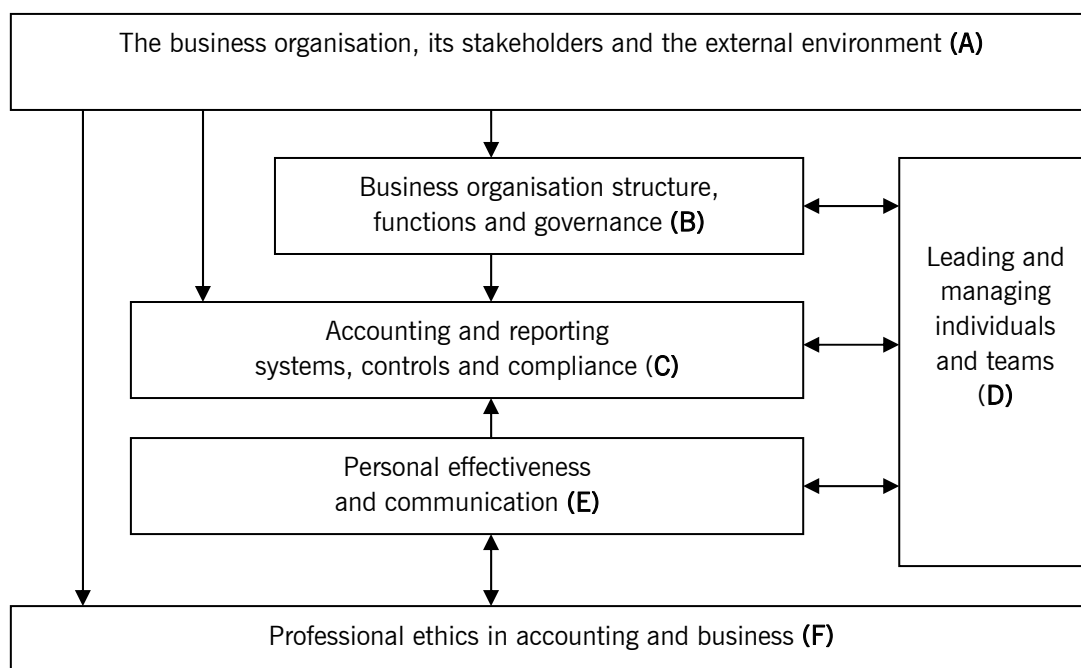 The business organisation, its stakeholders and the external environment (A)
Business organisation structure,
functions and governance (B)
Leading and
managing
individuals
and teams
(D)
Accounting and reporting
systems, controls and compliance (C)
Personal effectiveness
and communication (E)
Professional ethics in accounting and business (F)